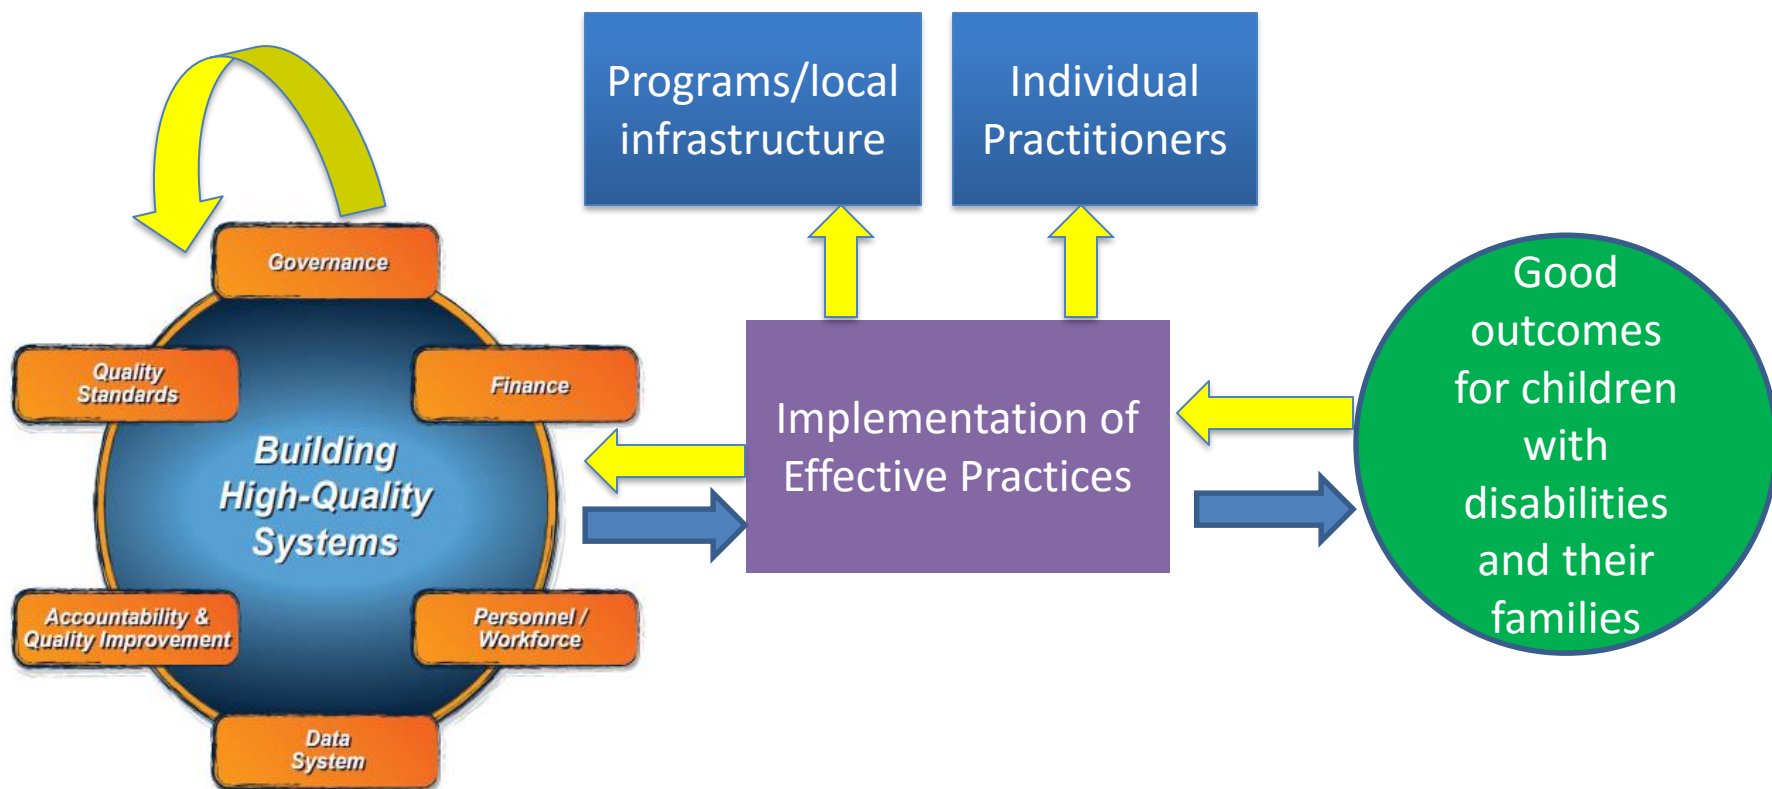 Programs/local
infrastructure
Individual
Practitioners
Governance
Quality
Standards
Finance
Building
High-Quality
Systems
Accountability &
Quality Improvement
Personnel /
Workforce
Data
System
Implementation of
Effective Practices
Good
outcomes
for children
with
disabilities
and their
families